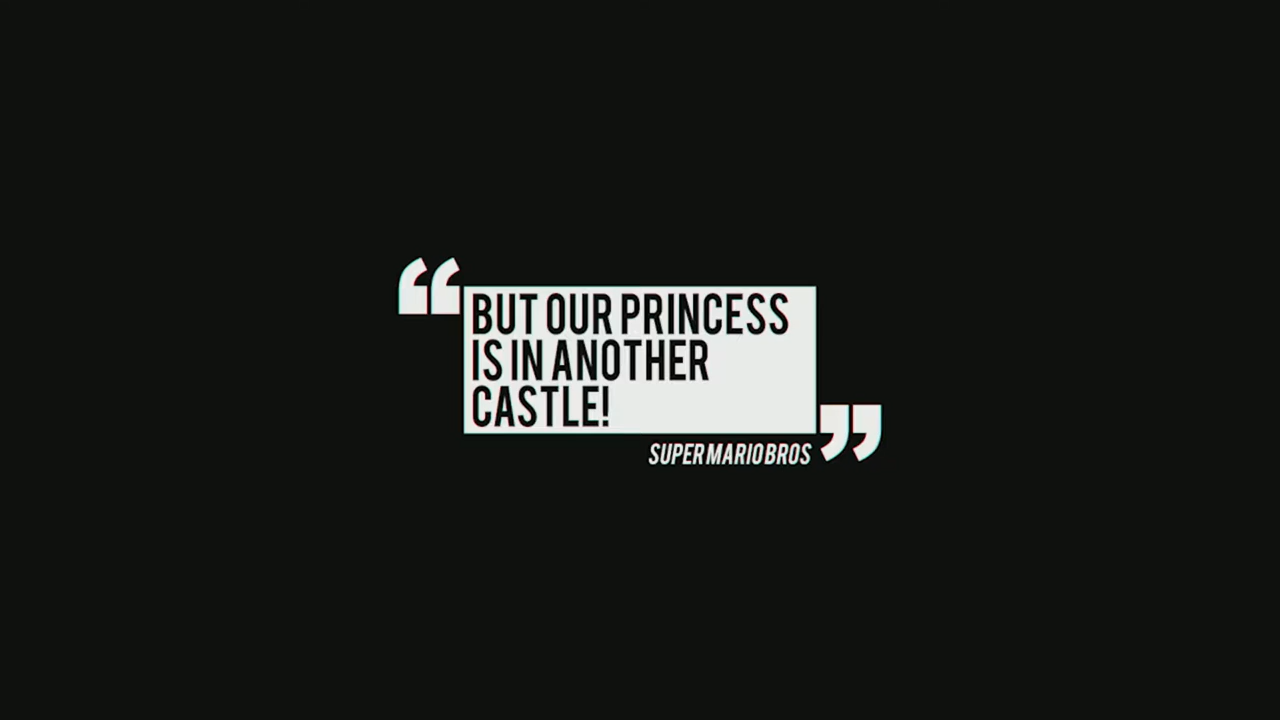 “BUT OUR PRINCESS
IS IN ANOTHER
CASTLE!”
SUPER MARIO BROS